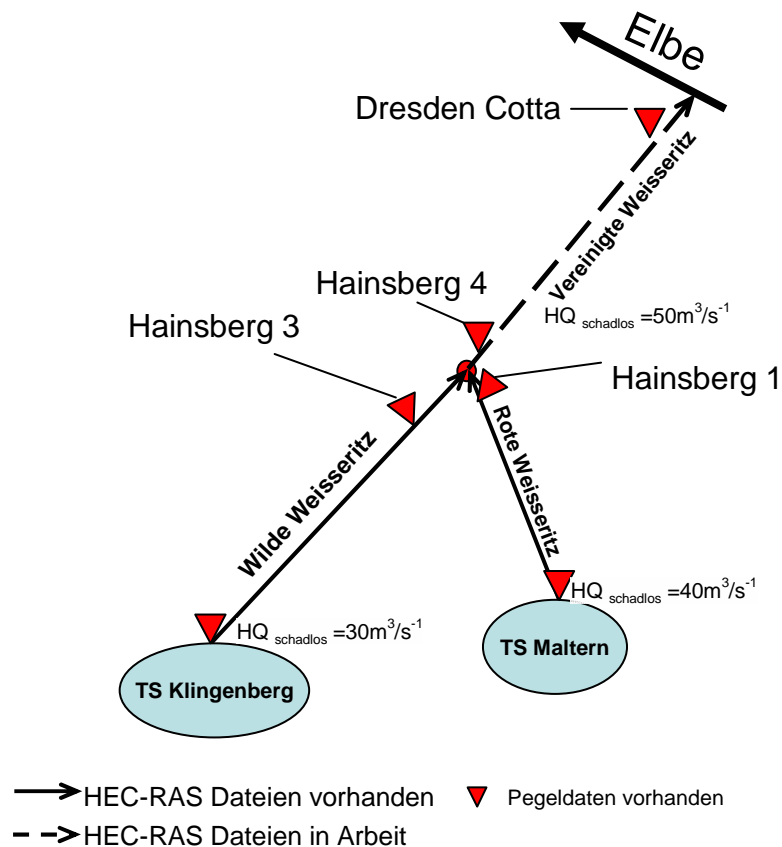 Elbe
Dresden Cotta
Vereinigte Weisseritz
Hainsberg 4
HQ schadlos =50m³/s⁻¹
Hainsberg 3
Hainsberg 1
Wilde Weisseritz
Rote Weisseritz
HQ schadlos =40m³/s⁻¹
HQ schadlos =30m³/s⁻¹
TS Maltern
TS Klingenberg
HEC-RAS Dateien vorhanden
Pegeldaten vorhanden
HEC-RAS Dateien in Arbeit